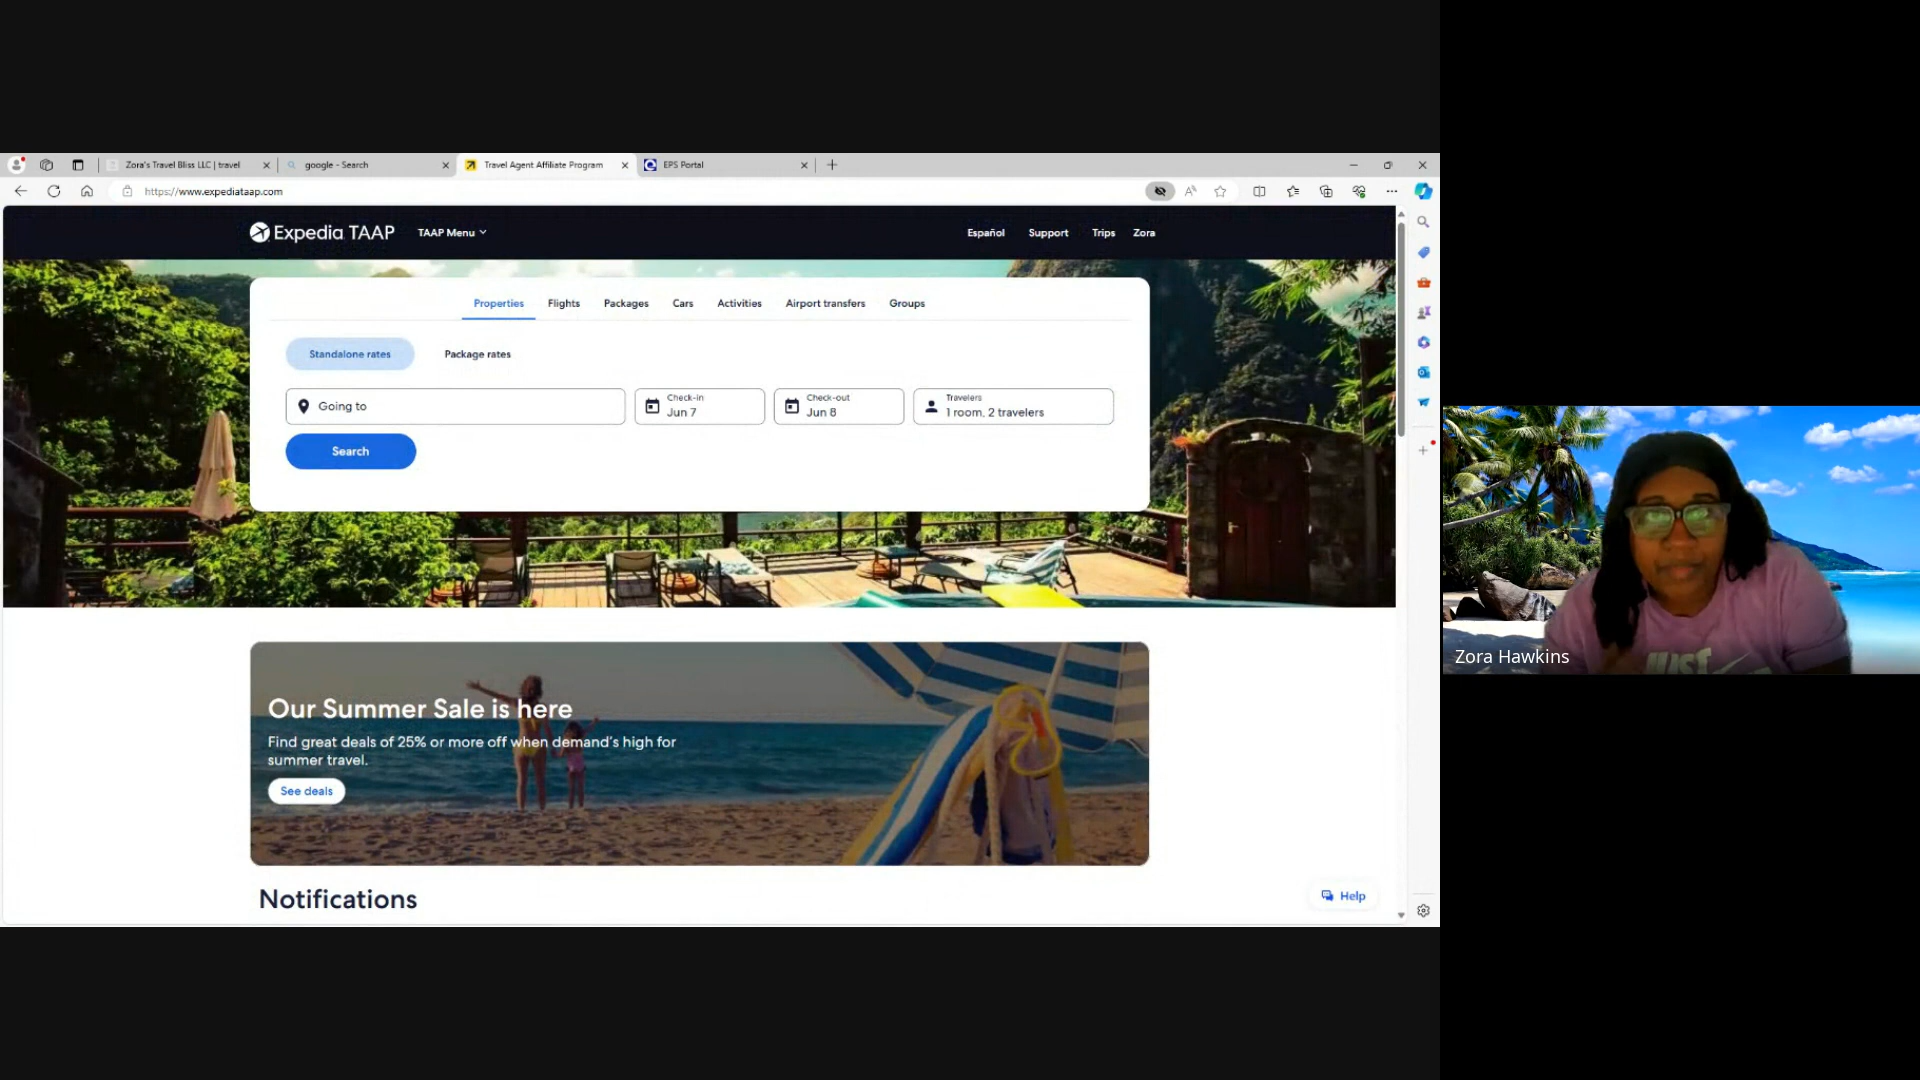 Zora's Travel Bliss LLC | travel
google - Search
Travel Agent Affiliate Program
EPS Portal
https://www.expediataap.com
Expedia TAAP
TAAP Menu
Español
Support
Trips
Zora
Properties
Flights
Packages
Cars
Activities
Airport transfers
Groups
Standalone rates
Package rates
Going to
Check-in
Jun 7
Check-out
Jun 8
Travelers
1 room, 2 travelers
Search
Our Summer Sale is here
Find great deals of 25% or more off when demand's high for
summer travel.
See deals
Notifications
Help
Zora Hawkins
JUST